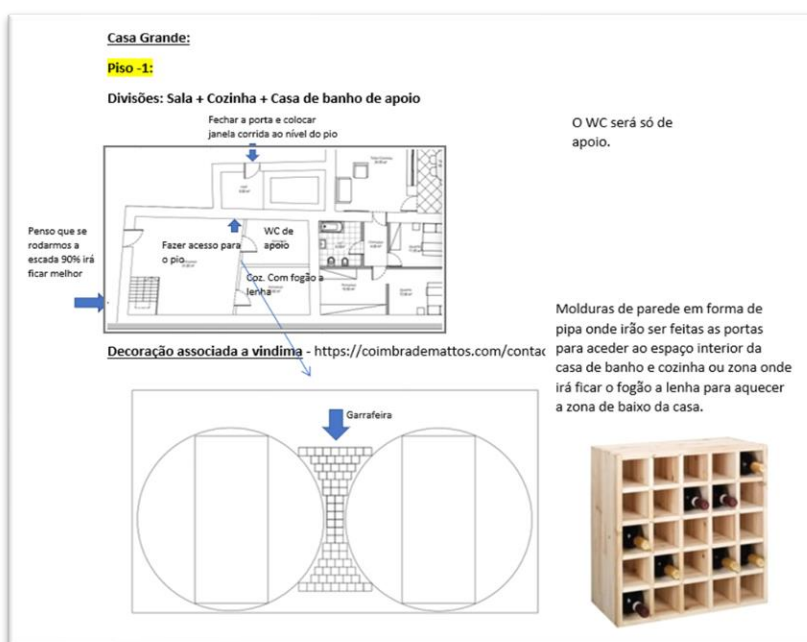 Casa Grande:
Piso -1:
Divisões: Sala + Cozinha + Casa de banho de apoio
Fechar a porta e colocar
janela corrida ao nível do pio
O WC será só de
apoio.
Penso que se
rodarmos a
escada 90% irá
ficar melhor
Fazer acesso para
o pio
WC de
apoio
Coz. Com fogão a
lenha
Decoração associada a vindima - https://coimbradematos.com/contac
Molduras de parede em forma de
pipa onde irão ser feitas as portas
para aceder ao espaço interior da
casa de banho e cozinha ou zona onde
irá ficar o fogão a lenha para aquecer
a zona de baixo da casa.
Garrafeira